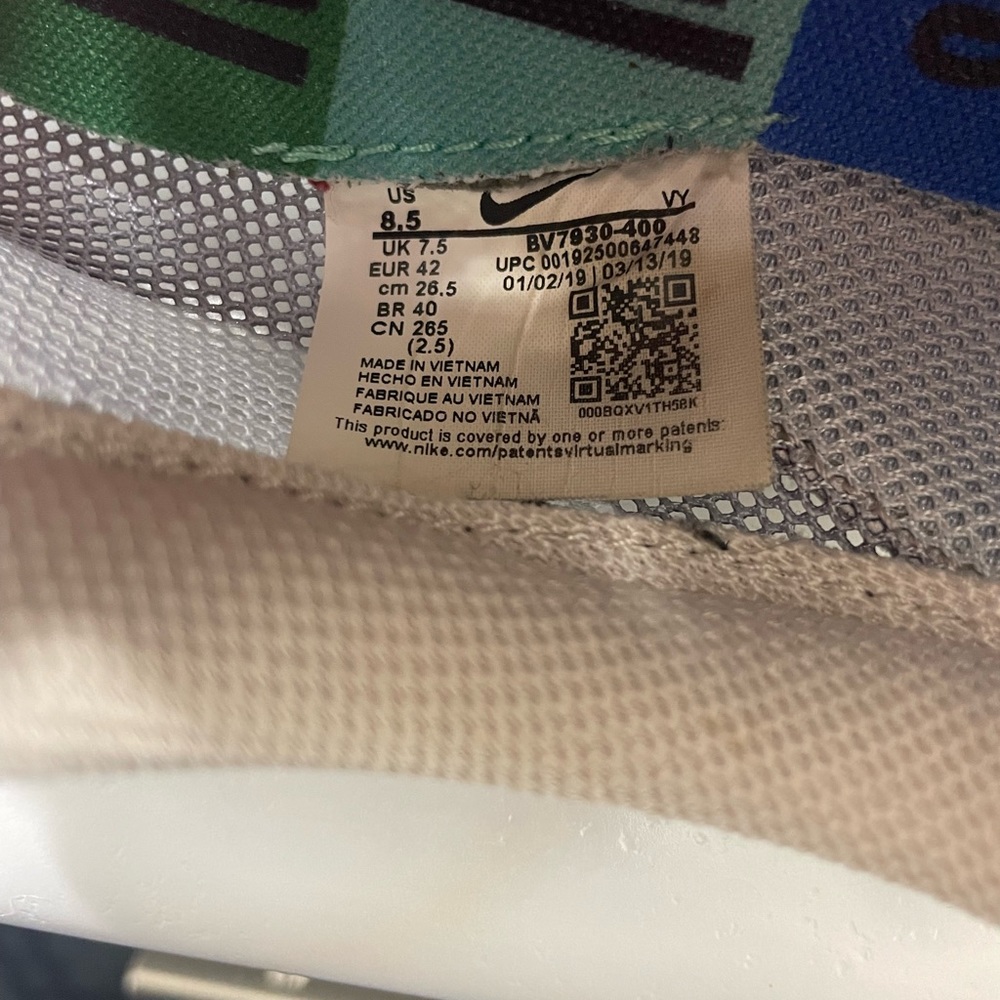 US VY
8.5
UK 7.5
EUR 42
cm 26.5
BR 40
CN 265
(2.5)
BV7930-400
UPC 00192500647448
01/02/19 | 03/13/19
000BQXV1TH5BK
MADE IN VIETNAM
HECHO EN VIETNAM
FABRIQUE AU VIETNAM
FABRICADO NO VIETNÃ
This product is covered by one or more patents:
www.nike.com/patentsvirtualmarking